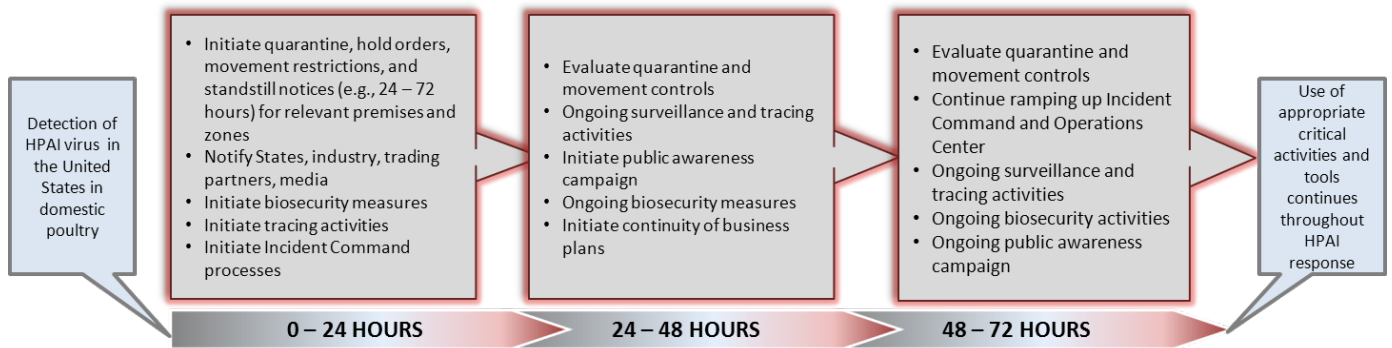 Detection of
HPAI virus in
the United
States in
domestic
poultry
• Initiate quarantine, hold orders,
movement restrictions, and
standstill notices (e.g., 24 – 72
hours) for relevant premises and
zones
• Notify States, industry, trading
partners, media
• Initiate biosecurity measures
• Initiate tracing activities
• Initiate Incident Command
processes
• Evaluate quarantine and
movement controls
• Ongoing surveillance and tracing
activities
• Initiate public awareness
campaign
• Ongoing biosecurity measures
• Initiate continuity of business
plans
• Evaluate quarantine and
movement controls
• Continue ramping up Incident
Command and Operations
Center
• Ongoing surveillance and
tracing activities
• Ongoing biosecurity activities
• Ongoing public awareness
campaign
Use of
appropriate
critical
activities and
tools
continues
throughout
HPAI
response
0 – 24 HOURS
24 – 48 HOURS
48 – 72 HOURS